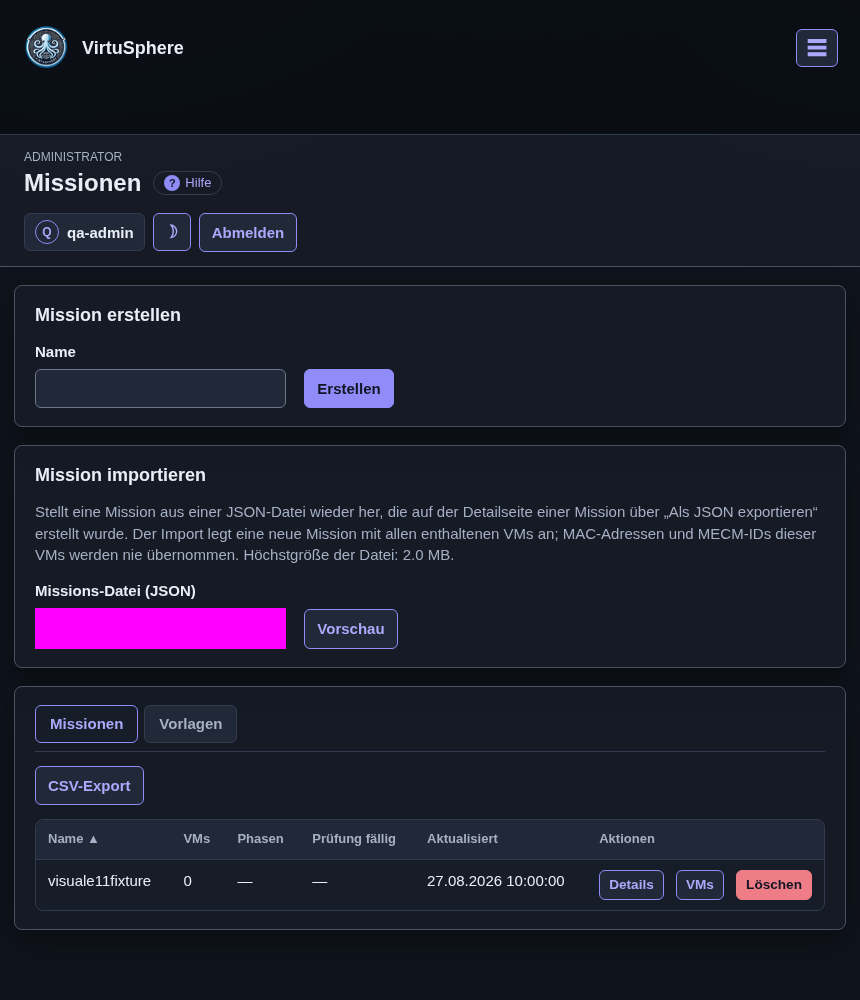 VirtuSphere
ADMINISTRATOR
Missionen
? Hilfe
Q qa-admin
Abmelden
Mission erstellen
Name
Erstellen
Mission importieren
Stellt eine Mission aus einer JSON-Datei wieder her, die auf der Detailseite einer Mission über „Als JSON exportieren“
erstellt wurde. Der Import legt eine neue Mission mit allen enthaltenen VMs an; MAC-Adressen und MECM-IDs dieser
VMs werden nie übernommen. Höchstgröße der Datei: 2.0 MB.
Missions-Datei (JSON)
Vorschau
Missionen Vorlagen
CSV-Export
Name ▲ VMs Phasen Prüfung fällig Aktualisiert Aktionen
visuale11fixture 0 — — 27.08.2026 10:00:00 Details VMs Löschen